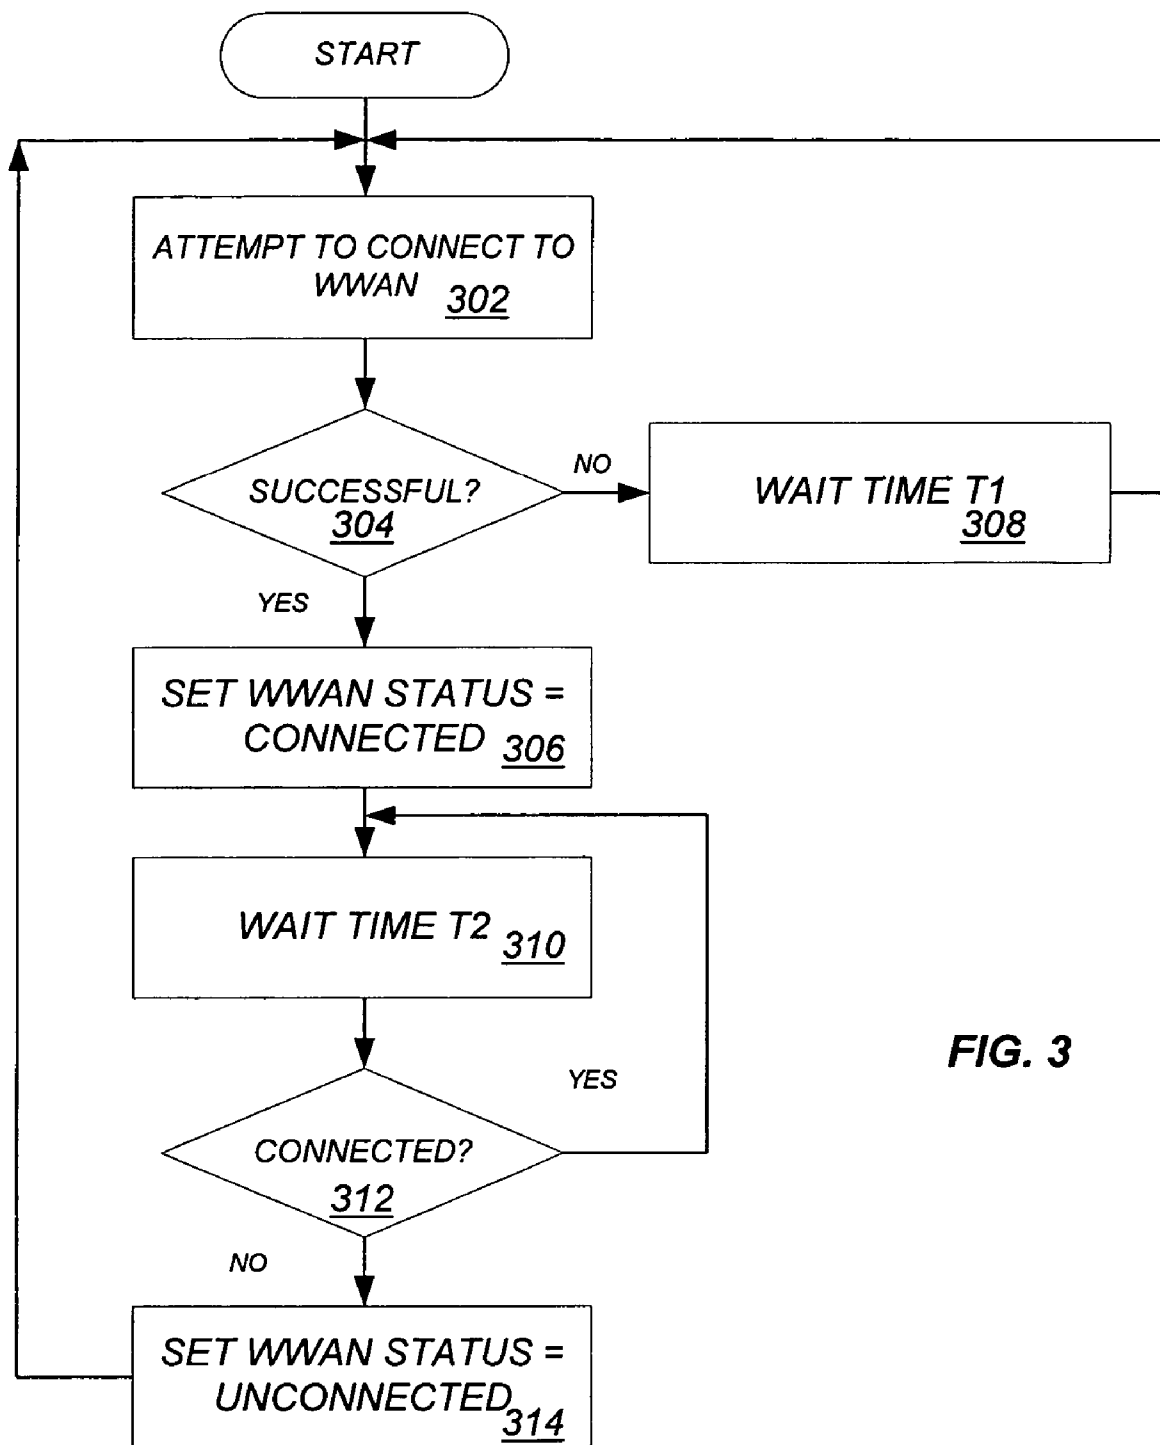 START
ATTEMPT TO CONNECT TO
WWAN 302
SUCCESSFUL?
304
NO
WAIT TIME T1
308
YES
SET WWAN STATUS =
CONNECTED 306
WAIT TIME T2 310
FIG. 3
YES
CONNECTED?
312
NO
SET WWAN STATUS =
UNCONNECTED 314